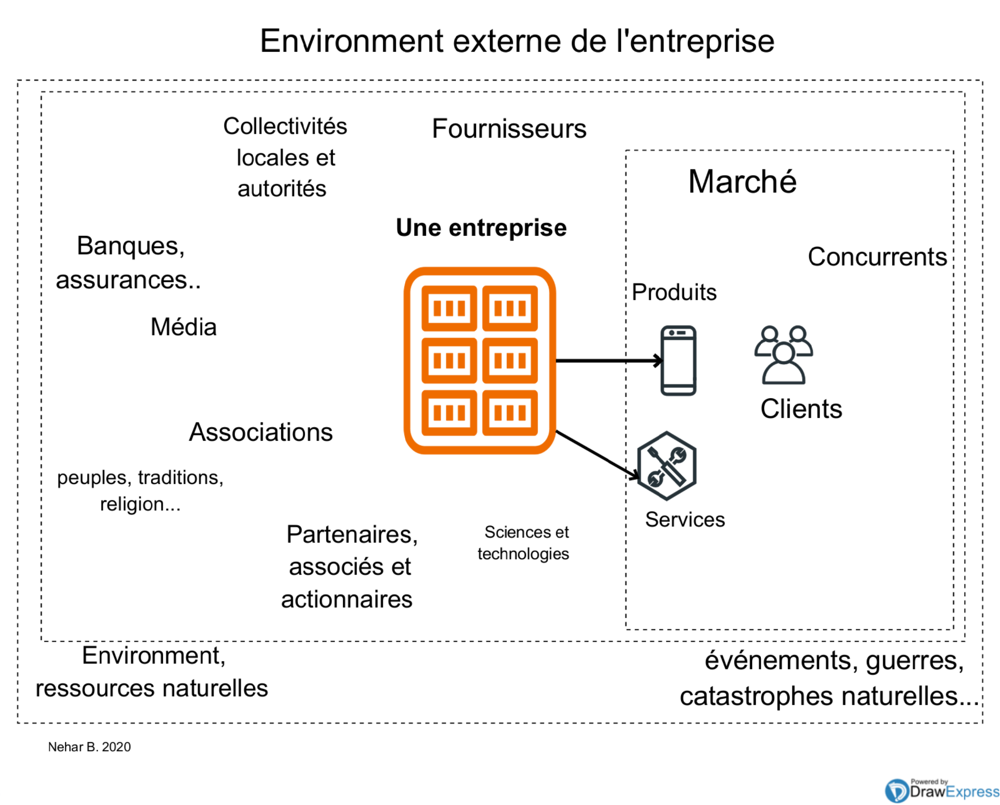 Environment externe de l'entreprise
Collectivités
locales et
autorités
Fournisseurs
Marché
Une entreprise
Banques,
assurances..
Concurrents
Produits
Média
Clients
Associations
peuples, traditions,
religion...
Services
Partenaires,
associés et
actionnaires
Sciences et
technologies
Environment,
ressources naturelles
événements, guerres,
catastrophes naturelles...
Nehar B. 2020
Powered by
DrawExpress